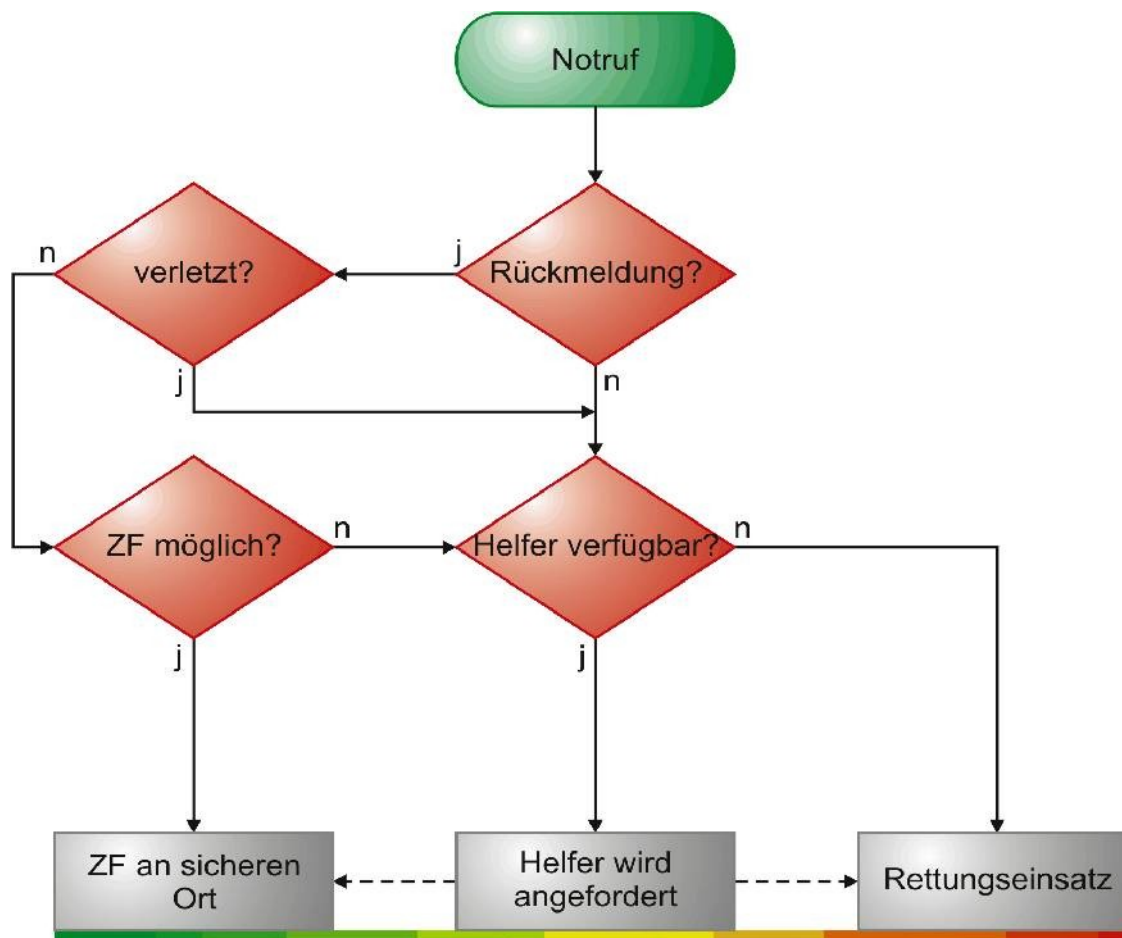 Notruf
n
verletzt?
j
Rückmeldung?
j
n
ZF möglich?
n
Helfer verfügbar?
n
j
j
ZF an sicheren
Ort
Helfer wird
angefordert
Rettungseinsatz